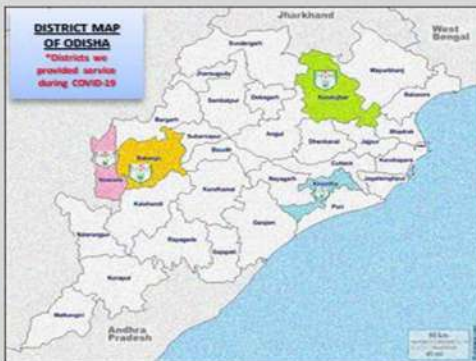 DISTRICT MAP
OF ODISHA
*Districts we
provided service
during COVID-19
Jharkhand
West
Bengal
Sundergarh
Jharsuguda
Sambalpur
Deogarh
Keonjhar
Mayurbhanj
Balasore
Bargarh
Subarnapur
Angul
Dhenkanal
Jajpur
Bhadrak
Nuapada
Balangir
Boudh
Cuttack
Kendrapara
Jagatsinghpur
Kalahandi
Kandhamal
Nayagarh
Khordha
Puri
Nabarangpur
Rayagada
Gajapati
Ganjam
Koraput
Malkangiri
Andhra
Pradesh